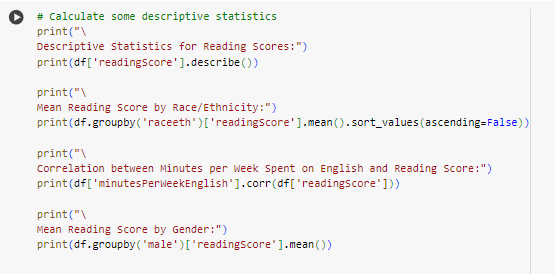 # Calculate some descriptive statistics
print("\
Descriptive Statistics for Reading Scores:")
print(df['readingScore'].describe())
print("\
Mean Reading Score by Race/Ethnicity:")
print(df.groupby('raceeth')['readingScore'].mean().sort_values(ascending=False))
print("\
Correlation between Minutes per Week Spent on English and Reading Score:")
print(df['minutesPerWeekEnglish'].corr(df['readingScore']))
print("\
Mean Reading Score by Gender:")
print(df.groupby('male')['readingScore'].mean())